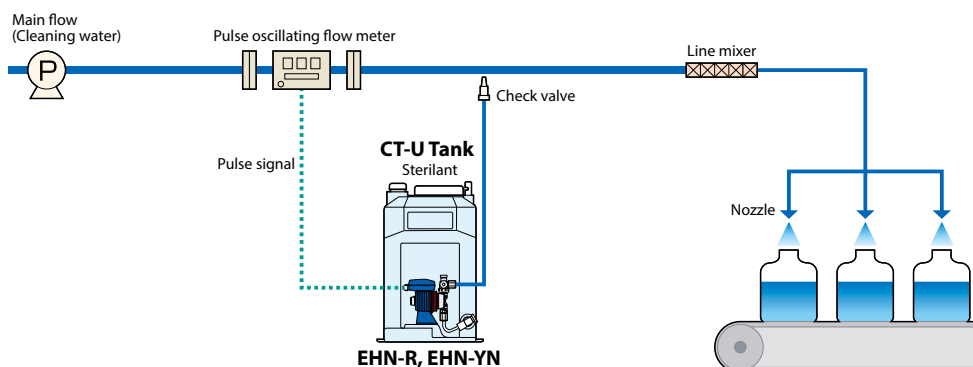 Main flow
(Cleaning water)
P
Pulse oscillating flow meter
Line mixer
Check valve
CT-U Tank
Sterilant
Pulse signal
Nozzle
EHN-R, EHN-YN